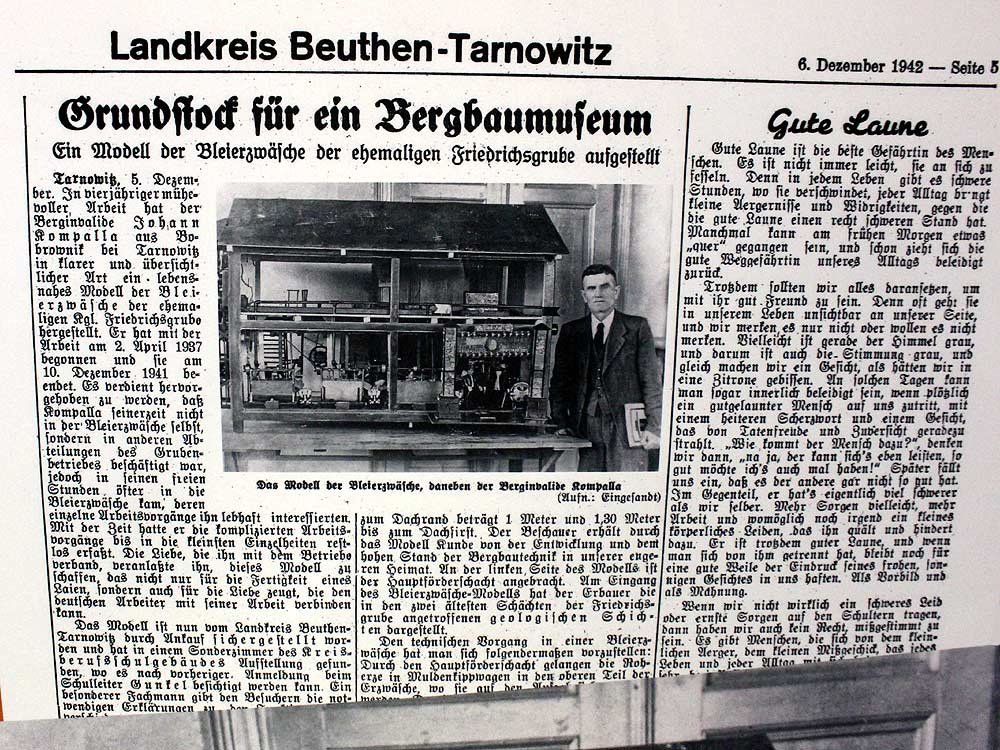 Landkreis Beuthen-Tarnowitz
6. Dezember 1942 — Seite 5
Grundstock für ein Bergbaumuseum
Ein Modell der Bleierzwäsche der ehemaligen Friedrichsgrube aufgestellt
Tarnowitz, 5. Dezem-
ber. In vierjähriger mühe-
voller Arbeit hat der
Berginvalide Johann
Kompalla aus Bo-
brownik bei Tarnowitz
in klarer und übersicht-
licher Art ein lebens-
nahes Modell der Blei-
erzwäsche der ehema-
ligen Kgl. Friedrichsgrube
hergestellt. Er hat mit der
Arbeit am 2. April 1937
begonnen und sie am
10. Dezember 1941 be-
endet. Es verdient hervor-
gehoben zu werden, daß
Kompalla seinerzeit nicht
in der Bleierzwäsche selbst,
sondern in anderen Ab-
teilungen des Gruben-
betriebes beschäftigt war,
jedoch in seinen freien
Stunden öfter in die
Bleierzwäsche kam, deren
einzelne Arbeitsvorgänge ihn lebhaft interessierten.
Mit der Zeit hatte er die komplizierten Arbeits-
vorgänge bis in die kleinsten Einzelheiten rest-
los erfaßt. Die Liebe, die ihn mit dem Betriebe
verband, veranlaßte ihn, dieses Modell zu
schaffen, das nicht nur für die Fertigkeit eines
Laien, sondern auch für die Liebe zeugt, die den
deutschen Arbeiter mit seiner Arbeit verbinden
kann.
Das Modell ist nun vom Landkreis Beuthen-
Tarnowitz durch Ankauf sichergestellt wor-
den und hat in einem Sonderzimmer des Kreis-
berufsschulgebäudes Aufstellung gefun-
den, wo es nach vorheriger Anmeldung beim
Schulleiter Gunkel besichtigt werden kann. Ein
besonderer Fachmann gibt den Besuchern die not-
wendigen Erklärungen zu
Das Modell der Bleierzwäsche, daneben der Berginvalide Kompalla
(Aufn.: Eingesandt)
zum Dachrand beträgt 1 Meter und 1,30 Meter
bis zum Dachfirst. Der Beschauer erhält durch
das Modell Kunde von der Entwicklung und dem
hohen Stand der Bergbautechnik in unserer enge-
ren Heimat. An der linken Seite des Modells ist
der Hauptförderschacht angebracht. Am Eingang
des Bleierzwäsche-Modells hat der Erbauer die
in den zwei ältesten Schächten der Friedrichs-
grube angetroffenen geologischen Schich-
ten dargestellt.
Den technischen Vorgang in einer Bleierz-
wäsche hat man sich folgendermaßen vorzustellen:
Durch den Hauptförderschacht gelangen die Roh-
erze in Muldenkippwagen in den oberen Teil der
Erzwäsche, wo sie auf den
Gute Laune
Gute Laune ist die beste Gefährtin des Men-
schen. Es ist nicht immer leicht, sie an sich zu
fesseln. Denn in jedem Leben gibt es schwere
Stunden, wo sie verschwindet, jeder Alltag bringt
kleine Aergernisse und Widrigkeiten, gegen die
die gute Laune einen recht schweren Stand hat.
Manchmal kann am frühen Morgen etwas
„quer“ gegangen sein, und schon zieht sich die
gute Weggefährtin unseres Alltags beleidigt
zurück.
Trotzdem sollten wir alles daransetzen, um
mit ihr gut Freund zu sein. Denn oft geht sie
in unserem Leben unsichtbar an unserer Seite,
und wir merken es nur nicht oder wollen es nicht
merken. Vielleicht ist gerade der Himmel grau,
und darum ist auch die Stimmung grau, und
gleich machen wir ein Gesicht, als hätten wir in
eine Zitrone gebissen. An solchen Tagen kann
man sogar innerlich beleidigt sein, wenn plötzlich
ein gutgelaunter Mensch auf uns zutritt, mit
einem heiteren Scherzwort und einem Gesicht,
das von Tatenfreude und Zuversicht geradezu
strahlt. „Wie kommt der Mensch dazu?“, denken
wir dann, „na ja, der kann sich's eben leisten, so
gut möchte ich's auch mal haben!“ Später fällt
uns ein, daß es der andere gar nicht so gut hat.
Im Gegenteil, er hat's eigentlich viel schwerer
als wir selber. Mehr Sorgen vielleicht, mehr
Arbeit und womöglich noch irgend ein kleines
körperliches Leiden, das ihn quält und hindert
dazu. Er ist trotzdem guter Laune, und wenn
man sich von ihm getrennt hat, bleibt noch für
eine gute Weile der Eindruck seines frohen, son-
nigen Gesichtes in uns haften. Als Vorbild und
als Mahnung.
Wenn wir nicht wirklich ein schweres Leid
oder ernste Sorgen auf den Schultern tragen,
dann haben wir auch kein Recht, mißgestimmt zu
sein. Es gibt Menschen, die sich von dem klein-
lichen Aerger, dem kleinen Mißgeschick, das jedes
Leben und jeder Alltag mit sich